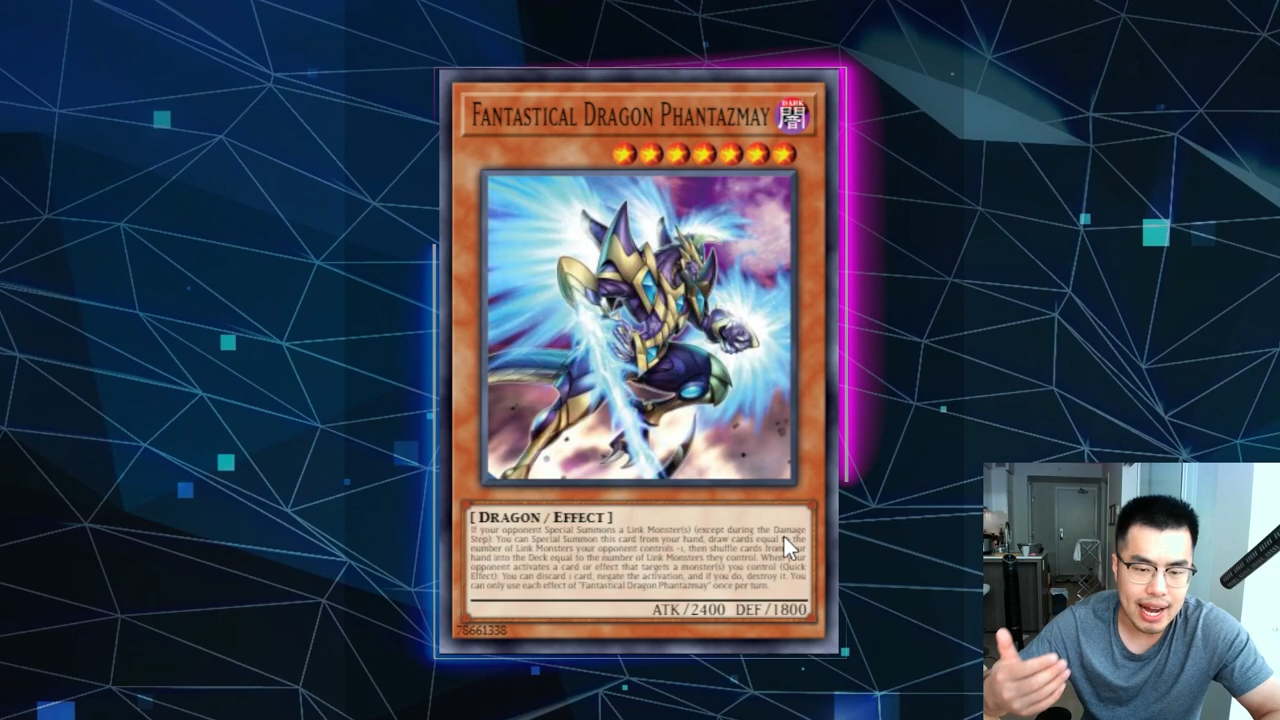 FANTASTICAL DRAGON PHANTAZMAY
DARK
闇
[ DRAGON / EFFECT ]
If your opponent Special Summons a Link Monster(s) (except during the Damage
Step): You can Special Summon this card from your hand, draw cards equal the
number of Link Monsters your opponent controls +1, then shuffle cards from
hand into the Deck equal to the number of Link Monsters they control. When
opponent activates a card or effect that targets a monster(s) you control (Quick
Effect): You can discard 1 card, negate the activation, and if you do, destroy it. You
can only use each effect of "Fantastical Dragon Phantazmay" once per turn.
ATK/2400 DEF/1800
78661338